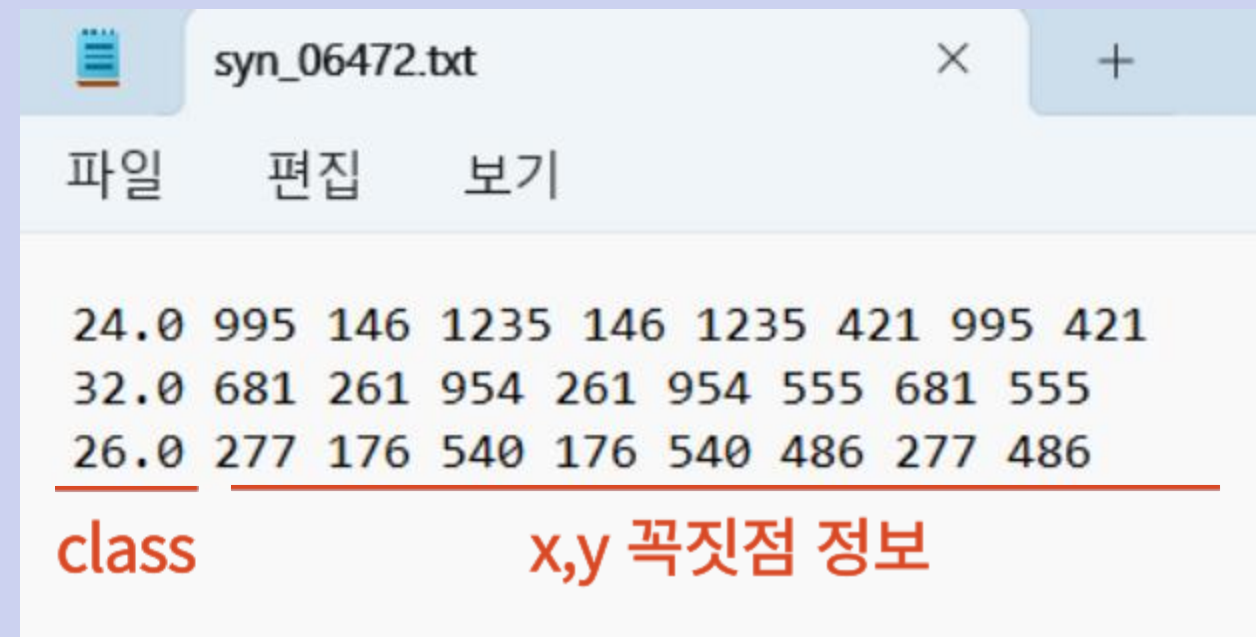 syn_06472.txt
파일 편집 보기
24.0 995 146 1235 146 1235 421 995 421
32.0 681 261 954 261 954 555 681 555
26.0 277 176 540 176 540 486 277 486
class x,y 꼭짓점 정보